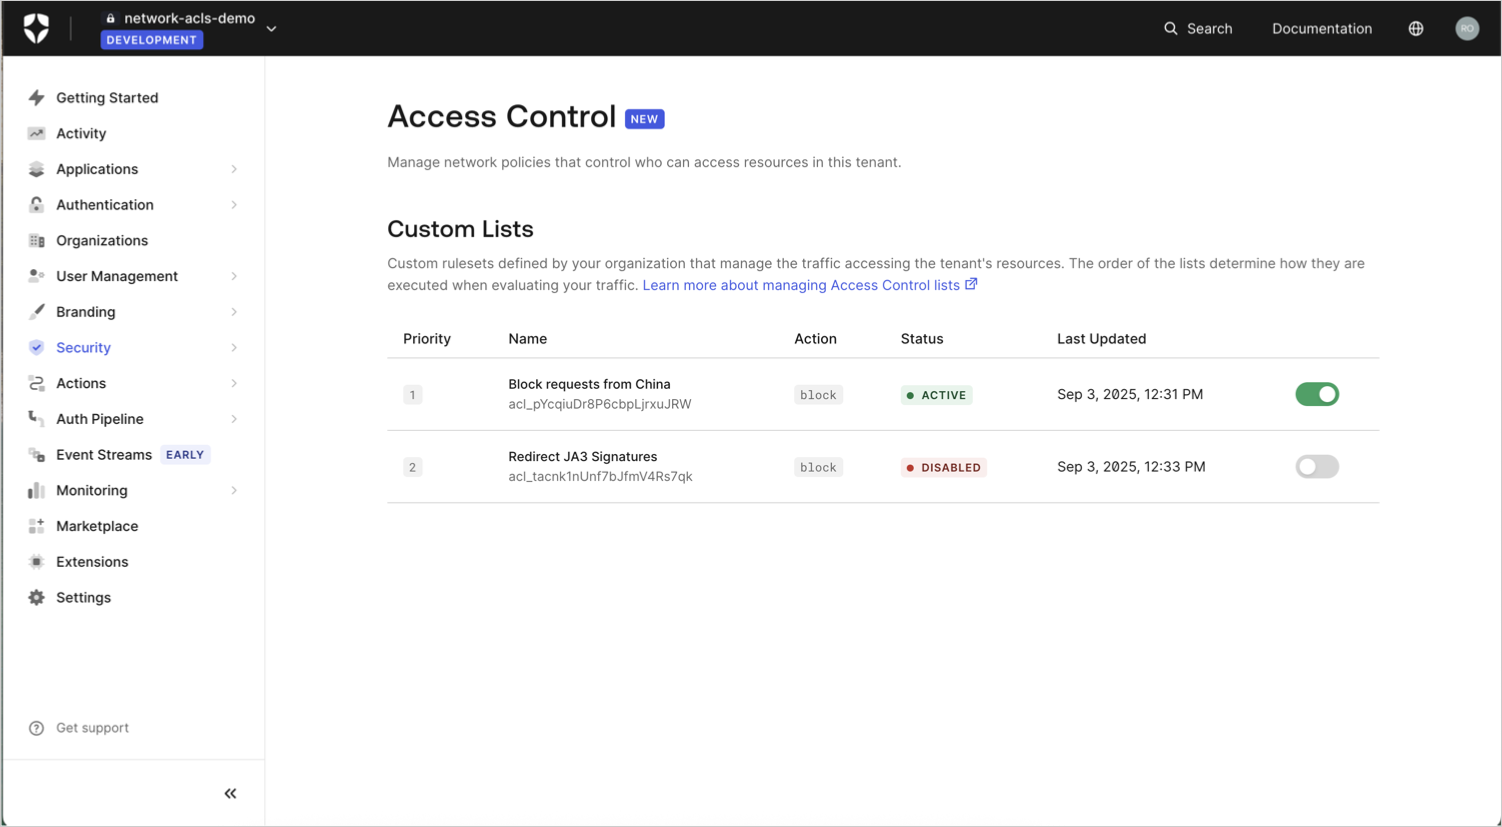 network-acls-demo
DEVELOPMENT
Search
Documentation
RO
Getting Started
Activity
Applications
Authentication
Organizations
User Management
Branding
Security
Actions
Auth Pipeline
Event Streams EARLY
Monitoring
Marketplace
Extensions
Settings
Get support
Access Control NEW
Manage network policies that control who can access resources in this tenant.
Custom Lists
Custom rulesets defined by your organization that manage the traffic accessing the tenant's resources. The order of the lists determine how they are
executed when evaluating your traffic. Learn more about managing Access Control lists
Priority Name Action Status Last Updated
1 Block requests from China block ACTIVE Sep 3, 2025, 12:31 PM
acl_pYcqiuDr8P6cbpLjrxuJRW
2 Redirect JA3 Signatures block DISABLED Sep 3, 2025, 12:33 PM
acl_tacnk1nUnf7bJfmV4Rs7qk